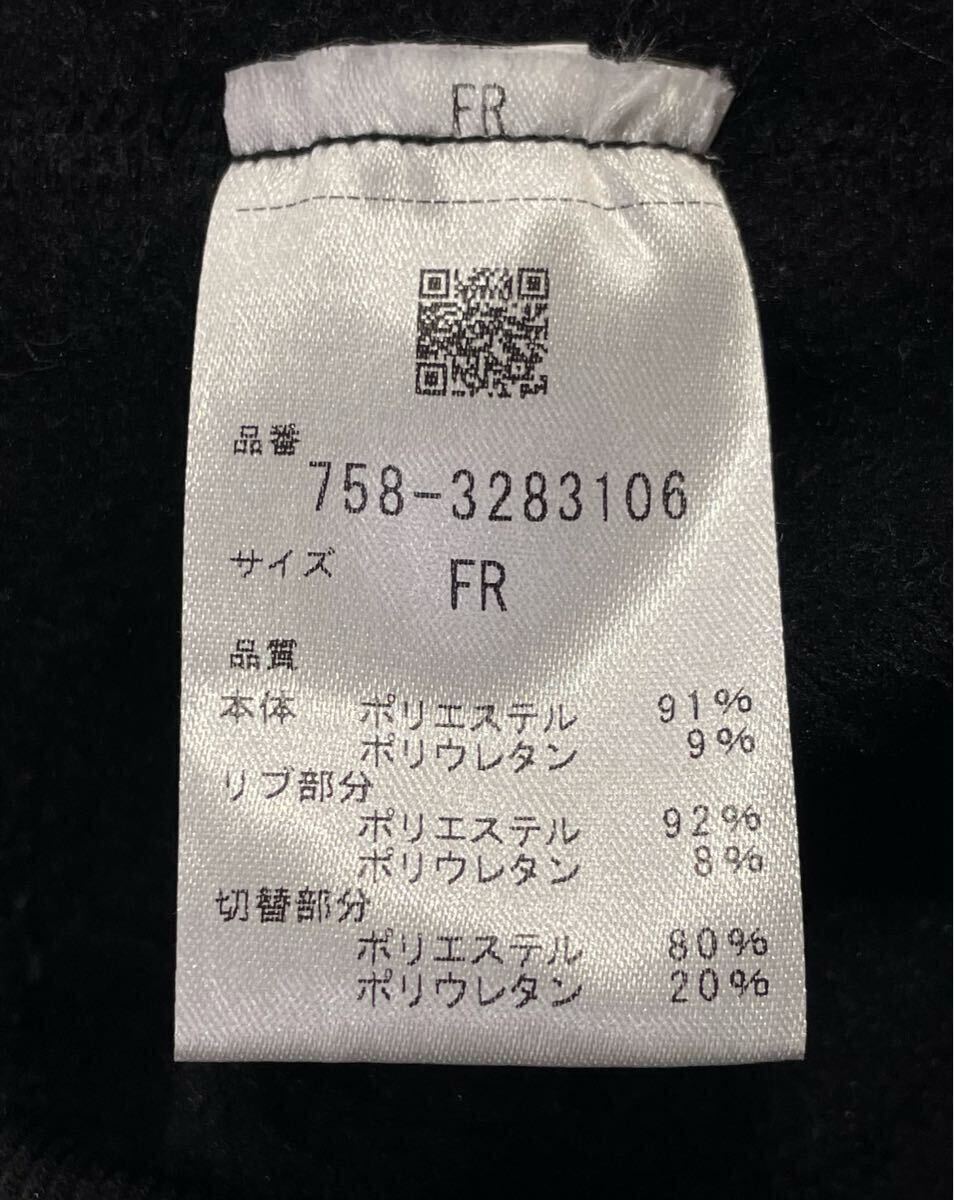 FR
品番
758-3283106
サイズ FR
品質
本体 ポリエステル 91%
ポリウレタン 9%
リブ部分
ポリエステル 92%
ポリウレタン 8%
切替部分
ポリエステル 80%
ポリウレタン 20%